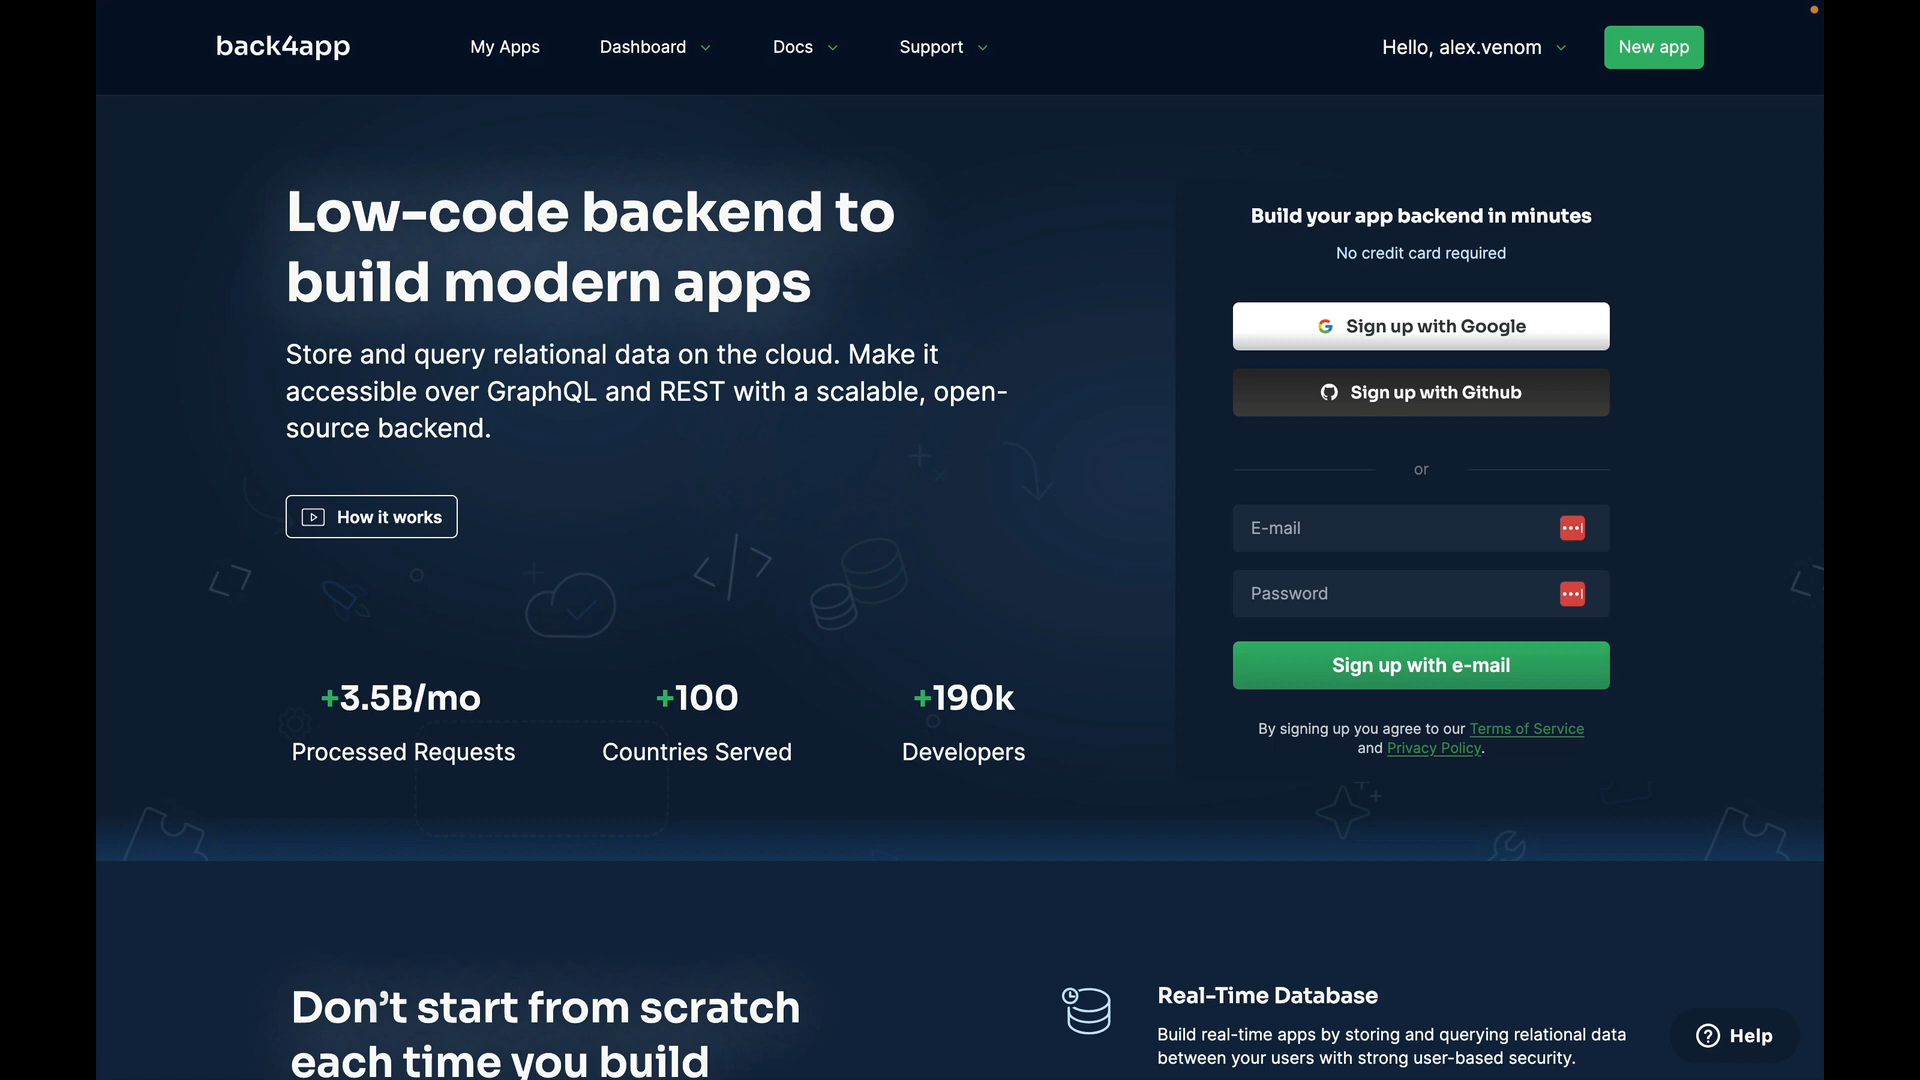 back4app
My Apps
Dashboard
Docs
Support
Hello, alex.venom
New app
Low-code backend to
build modern apps
Store and query relational data on the cloud. Make it
accessible over GraphQL and REST with a scalable, open-
source backend.
How it works
+3.5B/mo
Processed Requests
+100
Countries Served
+190k
Developers
Build your app backend in minutes
No credit card required
Sign up with Google
Sign up with Github
or
E-mail
Password
Sign up with e-mail
By signing up you agree to our Terms of Service
and Privacy Policy.
Don’t start from scratch
each time you build
Real-Time Database
Build real-time apps by storing and querying relational data
between your users with strong user-based security.
Help